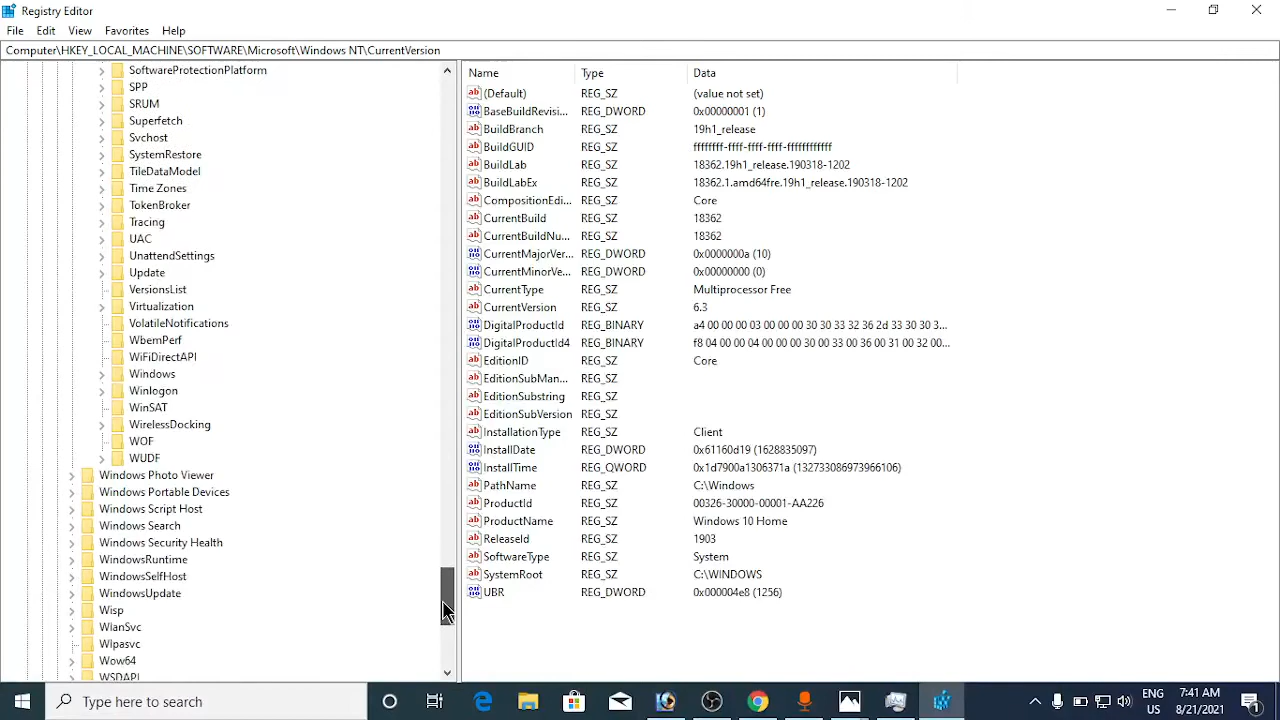 Registry Editor
File Edit View Favorites Help
Computer\HKEY_LOCAL_MACHINE\SOFTWARE\Microsoft\Windows NT\CurrentVersion
SoftwareProtectionPlatform
SPP
SRUM
Superfetch
Svchost
SystemRestore
TileDataModel
Time Zones
TokenBroker
Tracing
UAC
UnattendSettings
Update
VersionsList
Virtualization
VolatileNotifications
WbemPerf
WiFiDirectAPI
Windows
Winlogon
WinSAT
WirelessDocking
WOF
WUDF
Windows Photo Viewer
Windows Portable Devices
Windows Script Host
Windows Search
Windows Security Health
WindowsRuntime
WindowsSelfHost
WindowsUpdate
Wisp
WlanSvc
Wlpasvc
Wow64
WSDAPI
Name Type Data
(Default) REG_SZ (value not set)
BaseBuildRevisi... REG_DWORD 0x00000001 (1)
BuildBranch REG_SZ 19h1_release
BuildGUID REG_SZ ffffffff-ffff-ffff-ffff-ffffffffffff
BuildLab REG_SZ 18362.19h1_release.190318-1202
BuildLabEx REG_SZ 18362.1.amd64fre.19h1_release.190318-1202
CompositionEdi... REG_SZ Core
CurrentBuild REG_SZ 18362
CurrentBuildNu... REG_SZ 18362
CurrentMajorVer... REG_DWORD 0x0000000a (10)
CurrentMinorVe... REG_DWORD 0x00000000 (0)
CurrentType REG_SZ Multiprocessor Free
CurrentVersion REG_SZ 6.3
DigitalProductId REG_BINARY a4 00 00 00 03 00 00 00 30 30 33 32 36 2d 33 30 30 3...
DigitalProductId4 REG_BINARY f8 04 00 00 04 00 00 00 30 00 33 00 36 00 31 00 32 00...
EditionID REG_SZ Core
EditionSubMan... REG_SZ
EditionSubstring REG_SZ
EditionSubVersion REG_SZ
InstallationType REG_SZ Client
InstallDate REG_DWORD 0x61160d19 (1628835097)
InstallTime REG_QWORD 0x1d7900a1306371a (132733086973966106)
PathName REG_SZ C:\Windows
ProductId REG_SZ 00326-30000-00001-AA226
ProductName REG_SZ Windows 10 Home
ReleaseId REG_SZ 1903
SoftwareType REG_SZ System
SystemRoot REG_SZ C:\WINDOWS
UBR REG_DWORD 0x000004e8 (1256)
Type here to search
ENG
US
7:41 AM
8/21/2021
1